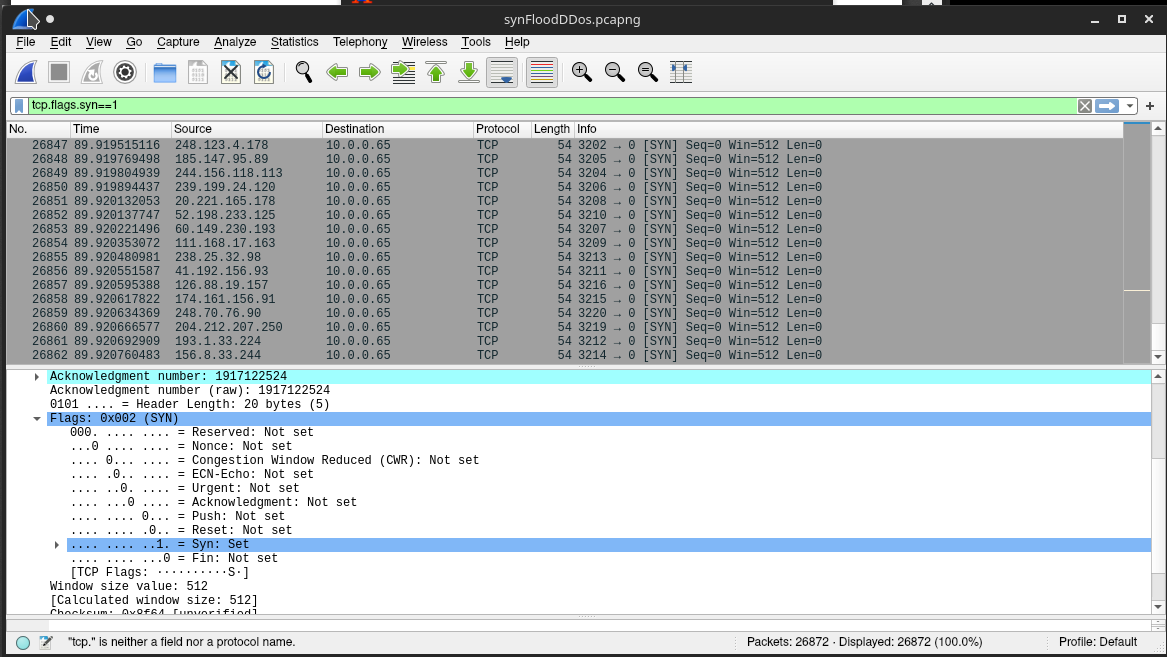 synFloodDDos.pcapng
File Edit View Go Capture Analyze Statistics Telephony Wireless Tools Help
tcp.flags.syn==1
No. Time Source Destination Protocol Length Info
26847 89.919515116 248.123.4.178 10.0.0.65 TCP 54 3202 → 0 [SYN] Seq=0 Win=512 Len=0
26848 89.919769498 185.147.95.89 10.0.0.65 TCP 54 3205 → 0 [SYN] Seq=0 Win=512 Len=0
26849 89.919804939 244.156.118.113 10.0.0.65 TCP 54 3204 → 0 [SYN] Seq=0 Win=512 Len=0
26850 89.919894437 239.199.24.120 10.0.0.65 TCP 54 3206 → 0 [SYN] Seq=0 Win=512 Len=0
26851 89.920132053 20.221.165.178 10.0.0.65 TCP 54 3208 → 0 [SYN] Seq=0 Win=512 Len=0
26852 89.920137747 52.198.233.125 10.0.0.65 TCP 54 3210 → 0 [SYN] Seq=0 Win=512 Len=0
26853 89.920221496 60.149.230.193 10.0.0.65 TCP 54 3207 → 0 [SYN] Seq=0 Win=512 Len=0
26854 89.920353072 111.168.17.163 10.0.0.65 TCP 54 3209 → 0 [SYN] Seq=0 Win=512 Len=0
26855 89.920480981 238.25.32.98 10.0.0.65 TCP 54 3213 → 0 [SYN] Seq=0 Win=512 Len=0
26856 89.920551587 41.192.156.93 10.0.0.65 TCP 54 3211 → 0 [SYN] Seq=0 Win=512 Len=0
26857 89.920595388 126.88.19.157 10.0.0.65 TCP 54 3216 → 0 [SYN] Seq=0 Win=512 Len=0
26858 89.920617822 174.161.156.91 10.0.0.65 TCP 54 3215 → 0 [SYN] Seq=0 Win=512 Len=0
26859 89.920634369 248.70.76.90 10.0.0.65 TCP 54 3220 → 0 [SYN] Seq=0 Win=512 Len=0
26860 89.920666577 204.212.207.250 10.0.0.65 TCP 54 3219 → 0 [SYN] Seq=0 Win=512 Len=0
26861 89.920692909 193.1.33.224 10.0.0.65 TCP 54 3212 → 0 [SYN] Seq=0 Win=512 Len=0
26862 89.920760483 156.8.33.244 10.0.0.65 TCP 54 3214 → 0 [SYN] Seq=0 Win=512 Len=0
Acknowledgment number: 1917122524
Acknowledgment number (raw): 1917122524
0101 .... = Header Length: 20 bytes (5)
Flags: 0x002 (SYN)
000. .... .... = Reserved: Not set
...0 .... .... = Nonce: Not set
.... 0... .... = Congestion Window Reduced (CWR): Not set
.... .0.. .... = ECN-Echo: Not set
.... ..0. .... = Urgent: Not set
.... ...0 .... = Acknowledgment: Not set
.... .... 0... = Push: Not set
.... .... .0.. = Reset: Not set
.... .... ..1. = Syn: Set
.... .... ...0 = Fin: Not set
[TCP Flags: ··········S·]
Window size value: 512
[Calculated window size: 512]
Checksum: 0x8f64 [unverified]
"tcp." is neither a field nor a protocol name.
Packets: 26872 · Displayed: 26872 (100.0%)
Profile: Default